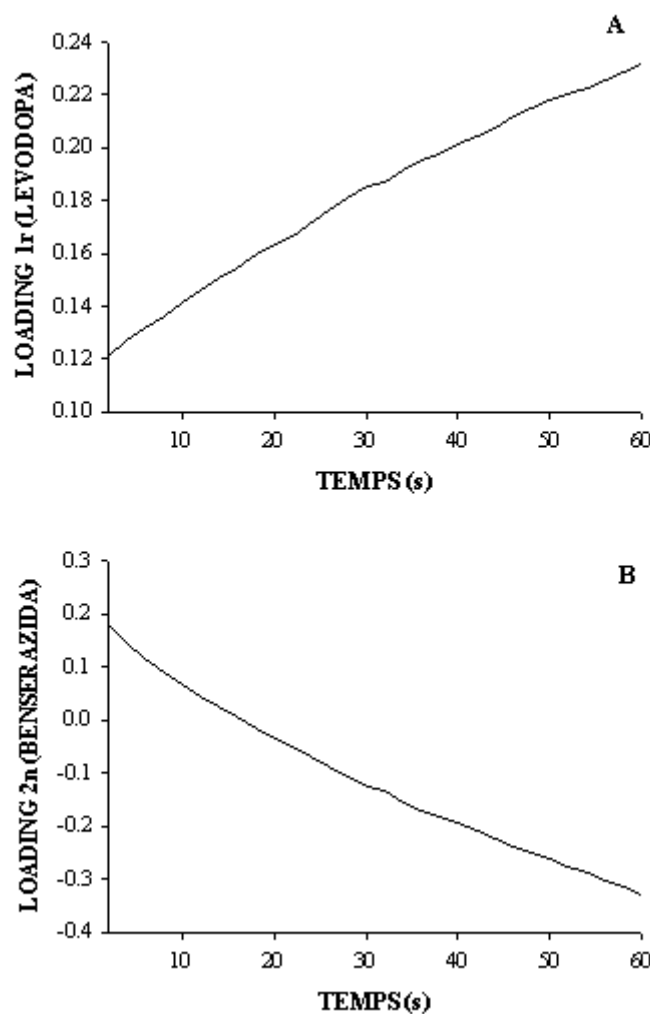 A
LOADING 1r (LEVODOPA)
0.24
0.22
0.20
0.18
0.16
0.14
0.12
0.10
10 20 30 40 50 60
TEMPS (s)
B
LOADING 2n (BENSERAZIDA)
0.3
0.2
0.1
0.0
-0.1
-0.2
-0.3
-0.4
10 20 30 40 50 60
TEMPS (s)